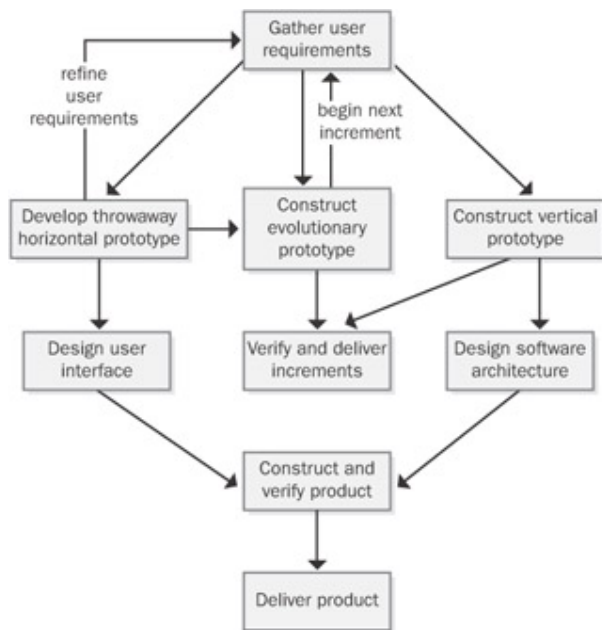 Gather user
requirements
refine
user
requirements
begin next
increment
Develop throwaway
horizontal prototype
Construct
evolutionary
prototype
Construct vertical
prototype
Design user
interface
Verify and deliver
increments
Design software
architecture
Construct and
verify product
Deliver product